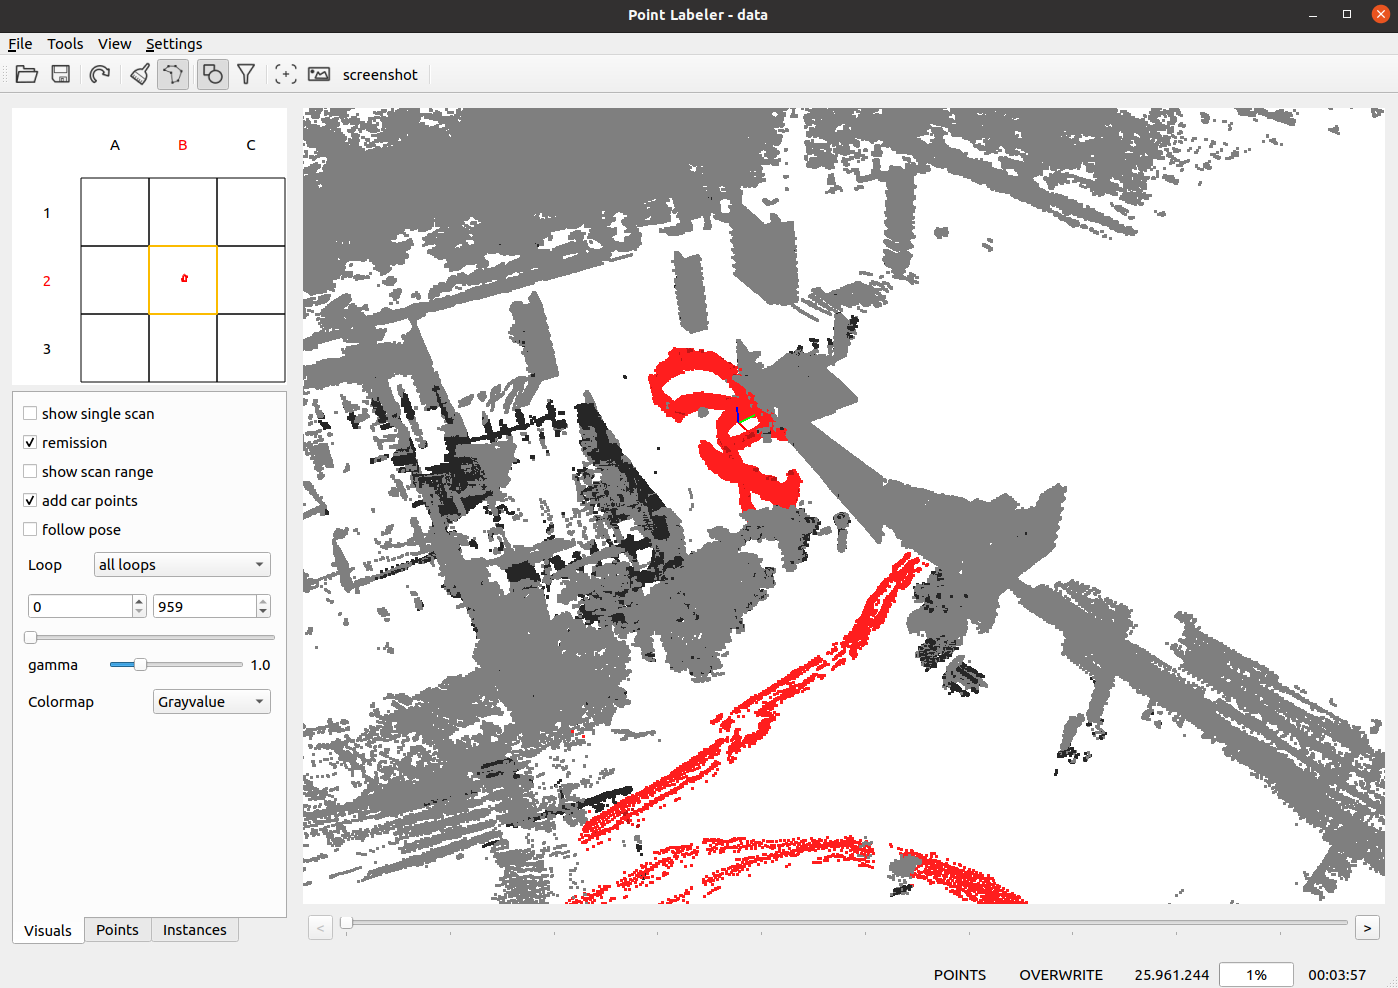 Point Labeler - data
File Tools View Settings
screenshot
A B C
1
2
3
show single scan
remission
show scan range
add car points
follow pose
Loop all loops
0 959
gamma 1.0
Colormap Grayvalue
Visuals Points Instances
< >
POINTS OVERWRITE 25.961.244 1% 00:03:57